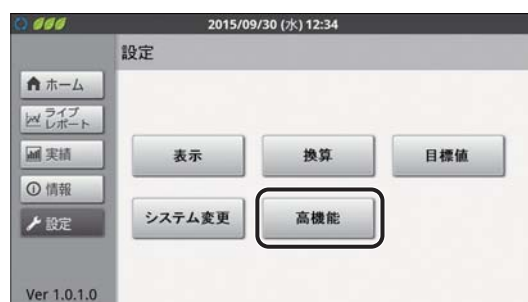 2015/09/30 (水) 12:34
設定
ホーム
ライブ
レポート
実績
情報
設定
表示
換算
目標値
システム変更
高機能
Ver 1.0.1.0